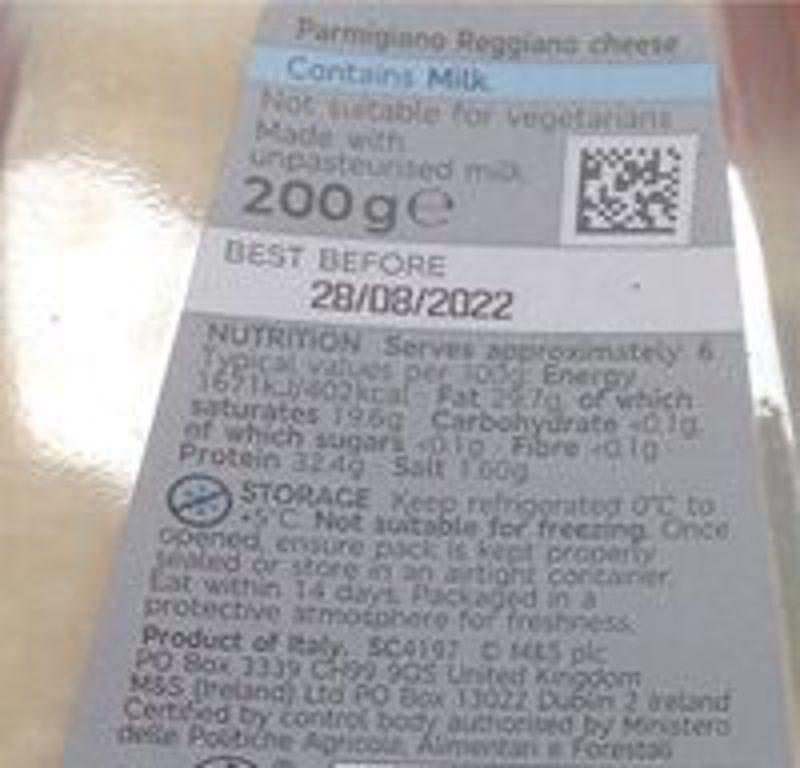 Parmigiano Reggiano cheese
Contains Milk
Not suitable for vegetarians
Made with
unpasteurised milk
200g℮
BEST BEFORE
28/08/2022
NUTRITION Serves approximately 6
Typical values per 100g Energy
1671kJ/402kcal Fat 29.7g, of which
saturates 19.6g Carbohydrate <0.1g,
of which sugars <0.1g Fibre <0.1g
Protein 32.4g Salt 1.60g
STORAGE Keep refrigerated 0°C to
+5°C. Not suitable for freezing. Once
opened, ensure pack is kept properly
sealed or store in an airtight container.
Eat within 14 days. Packaged in a
protective atmosphere for freshness.
Product of Italy. SC4192 © M&S plc
PO Box 3339 CH99 9QS United Kingdom
M&S (Ireland) Ltd PO Box 13022 Dublin 2 Ireland
Certified by control body authorised by Ministero
delle Politiche Agricole, Alimentari e Forestali